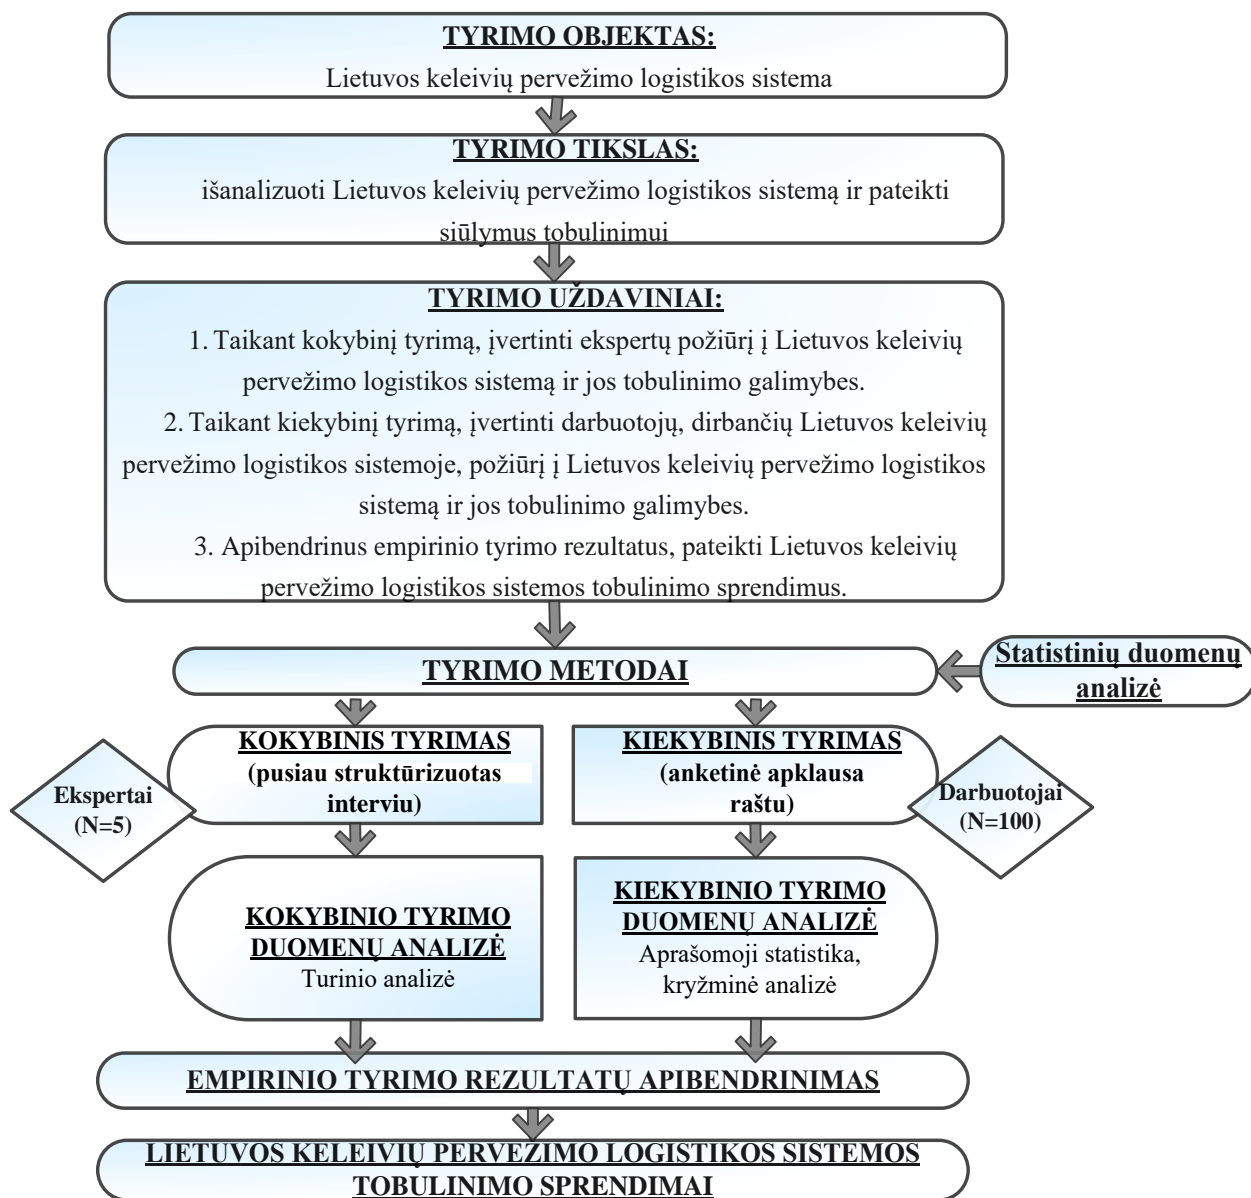 TYRIMO OBJEKTAS:
Lietuvos keleivių pervežimo logistikos sistema
TYRIMO TIKSLAS:
išanalizuoti Lietuvos keleivių pervežimo logistikos sistemą ir pateikti
siūlymus tobulinimui
TYRIMO UŽDAVINIAI:
1. Taikant kokybinį tyrimą, įvertinti ekspertų požiūrį į Lietuvos keleivių
pervežimo logistikos sistemą ir jos tobulinimo galimybes.
2. Taikant kiekybinį tyrimą, įvertinti darbuotojų, dirbančių Lietuvos keleivių
pervežimo logistikos sistemoje, požiūrį į Lietuvos keleivių pervežimo logistikos
sistemą ir jos tobulinimo galimybes.
3. Apibendrinus empirinio tyrimo rezultatus, pateikti Lietuvos keleivių
pervežimo logistikos sistemos tobulinimo sprendimus.
TYRIMO METODAI
Statistinių duomenų
analizė
KOKYBINIS TYRIMAS
(pusiau struktūrizuotas
interviu)
Ekspertai
(N=5)
KIEKYBINIS TYRIMAS
(anketinė apklausa
raštu)
Darbuotojai
(N=100)
KOKYBINIO TYRIMO
DUOMENŲ ANALIZĖ
Turinio analizė
KIEKYBINIO TYRIMO
DUOMENŲ ANALIZĖ
Aprašomoji statistika,
kryžminė analizė
EMPIRINIO TYRIMO REZULTATŲ APIBENDRINIMAS
LIETUVOS KELEIVIŲ PERVEŽIMO LOGISTIKOS SISTEMOS
TOBULINIMO SPRENDIMAI